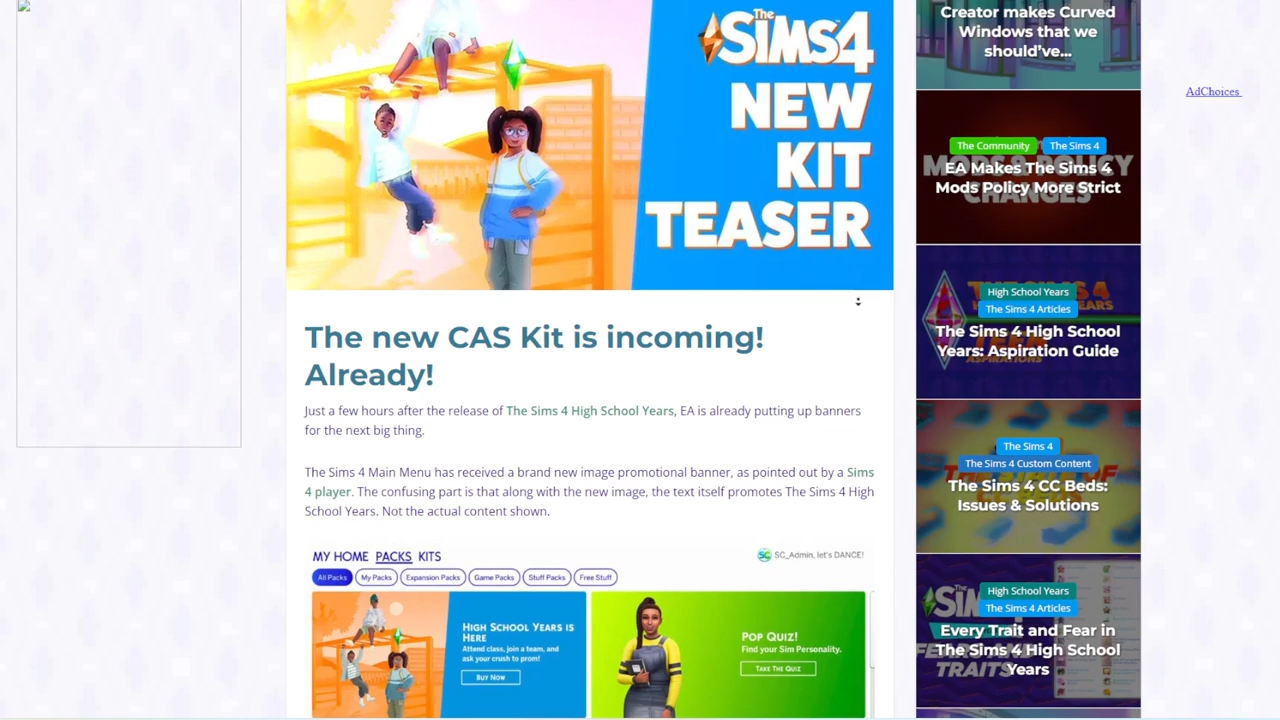 The
SIMS4
NEW
KIT
TEASER
The new CAS Kit is incoming!
Already!
Just a few hours after the release of The Sims 4 High School Years, EA is already putting up banners
for the next big thing.
The Sims 4 Main Menu has received a brand new image promotional banner, as pointed out by a Sims
4 player. The confusing part is that along with the new image, the text itself promotes The Sims 4 High
School Years. Not the actual content shown.
MY HOME PACKS KITS
SC SC_Admin, let's DANCE!
All Packs My Packs Expansion Packs Game Packs Stuff Packs Free Stuff
HIGH SCHOOL YEARS IS
HERE
Attend class, join a team, and
ask your crush to prom!
BUY NOW
POP QUIZ!
Find your Sim Personality.
TAKE THE QUIZ
Creator makes Curved
Windows that we
should've...
The Community The Sims 4
MODS & POLICY
CHANGES
EA Makes The Sims 4
Mods Policy More Strict
High School Years
The Sims 4 Articles
The Sims 4 High School
Years: Aspiration Guide
The Sims 4
The Sims 4 Custom Content
The Sims 4 CC Beds:
Issues & Solutions
High School Years
The Sims 4 Articles
Every Trait and Fear in
The Sims 4 High School
Years
TRAITS
AdChoices